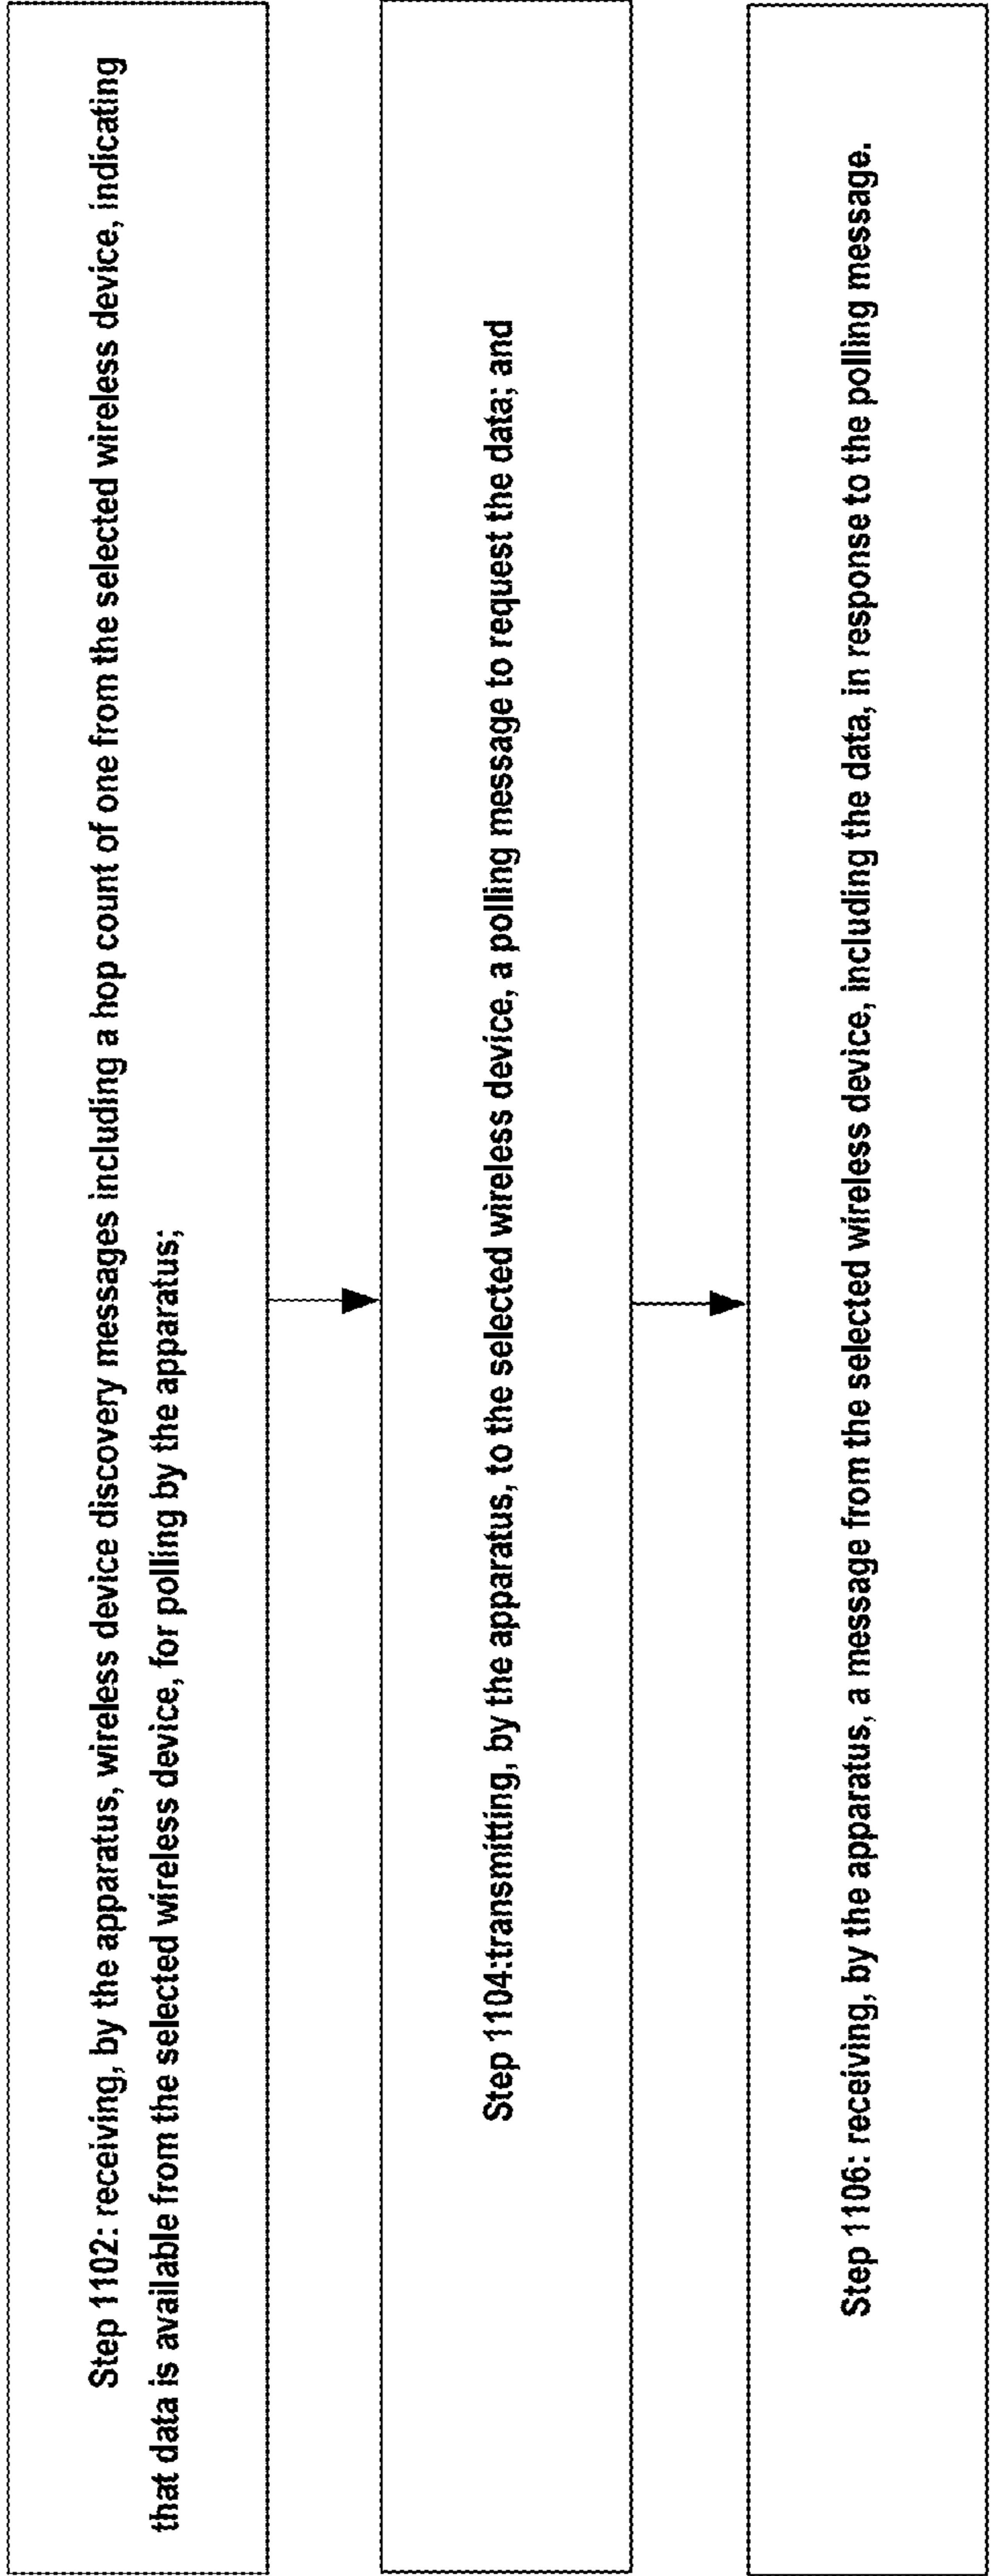 Step 1102: receiving, by the apparatus, wireless device discovery messages including a hop count of one from the selected wireless device, indicating
that data is available from the selected wireless device, for polling by the apparatus;
Step 1104:transmitting, by the apparatus, to the selected wireless device, a polling message to request the data; and
Step 1106: receiving, by the apparatus, a message from the selected wireless device, including the data, in response to the polling message.